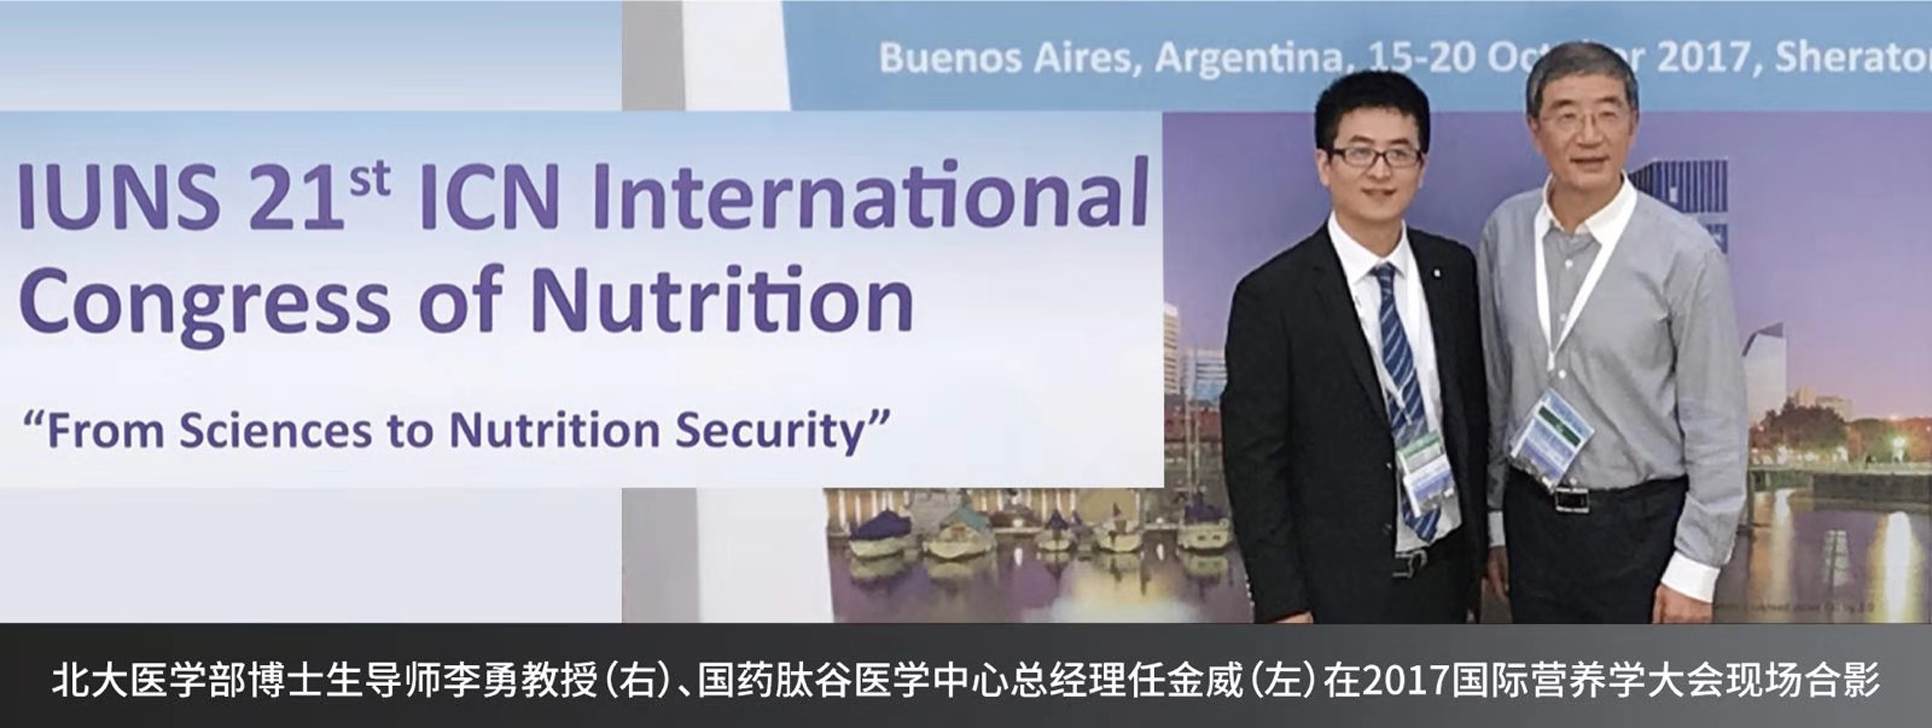 Buenos Aires, Argentina, 15-20 Oc r 2017, Sherato
IUNS 21st ICN International
Congress of Nutrition
“From Sciences to Nutrition Security”
北大医学部博士生导师李勇教授（右）、国药肽谷医学中心总经理任金威（左）在2017国际营养学大会现场合影